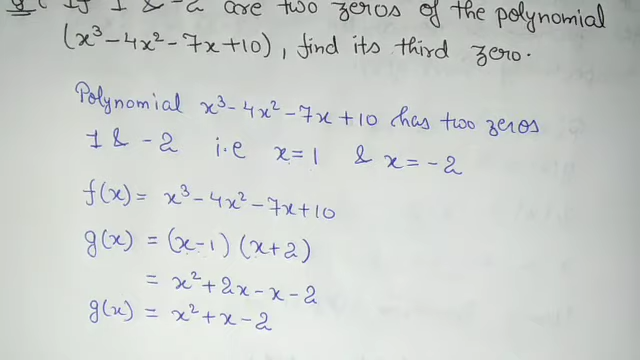 Q: If 1 & -2 are two zeros of the polynomial
(x³-4x²-7x+10), find its third zero.
Polynomial x³-4x²-7x+10 has two zeros
1 & -2 i.e x=1 & x=-2
f(x) = x³-4x²-7x+10
g(x) = (x-1) (x+2)
= x²+2x-x-2
g(x) = x²+x-2